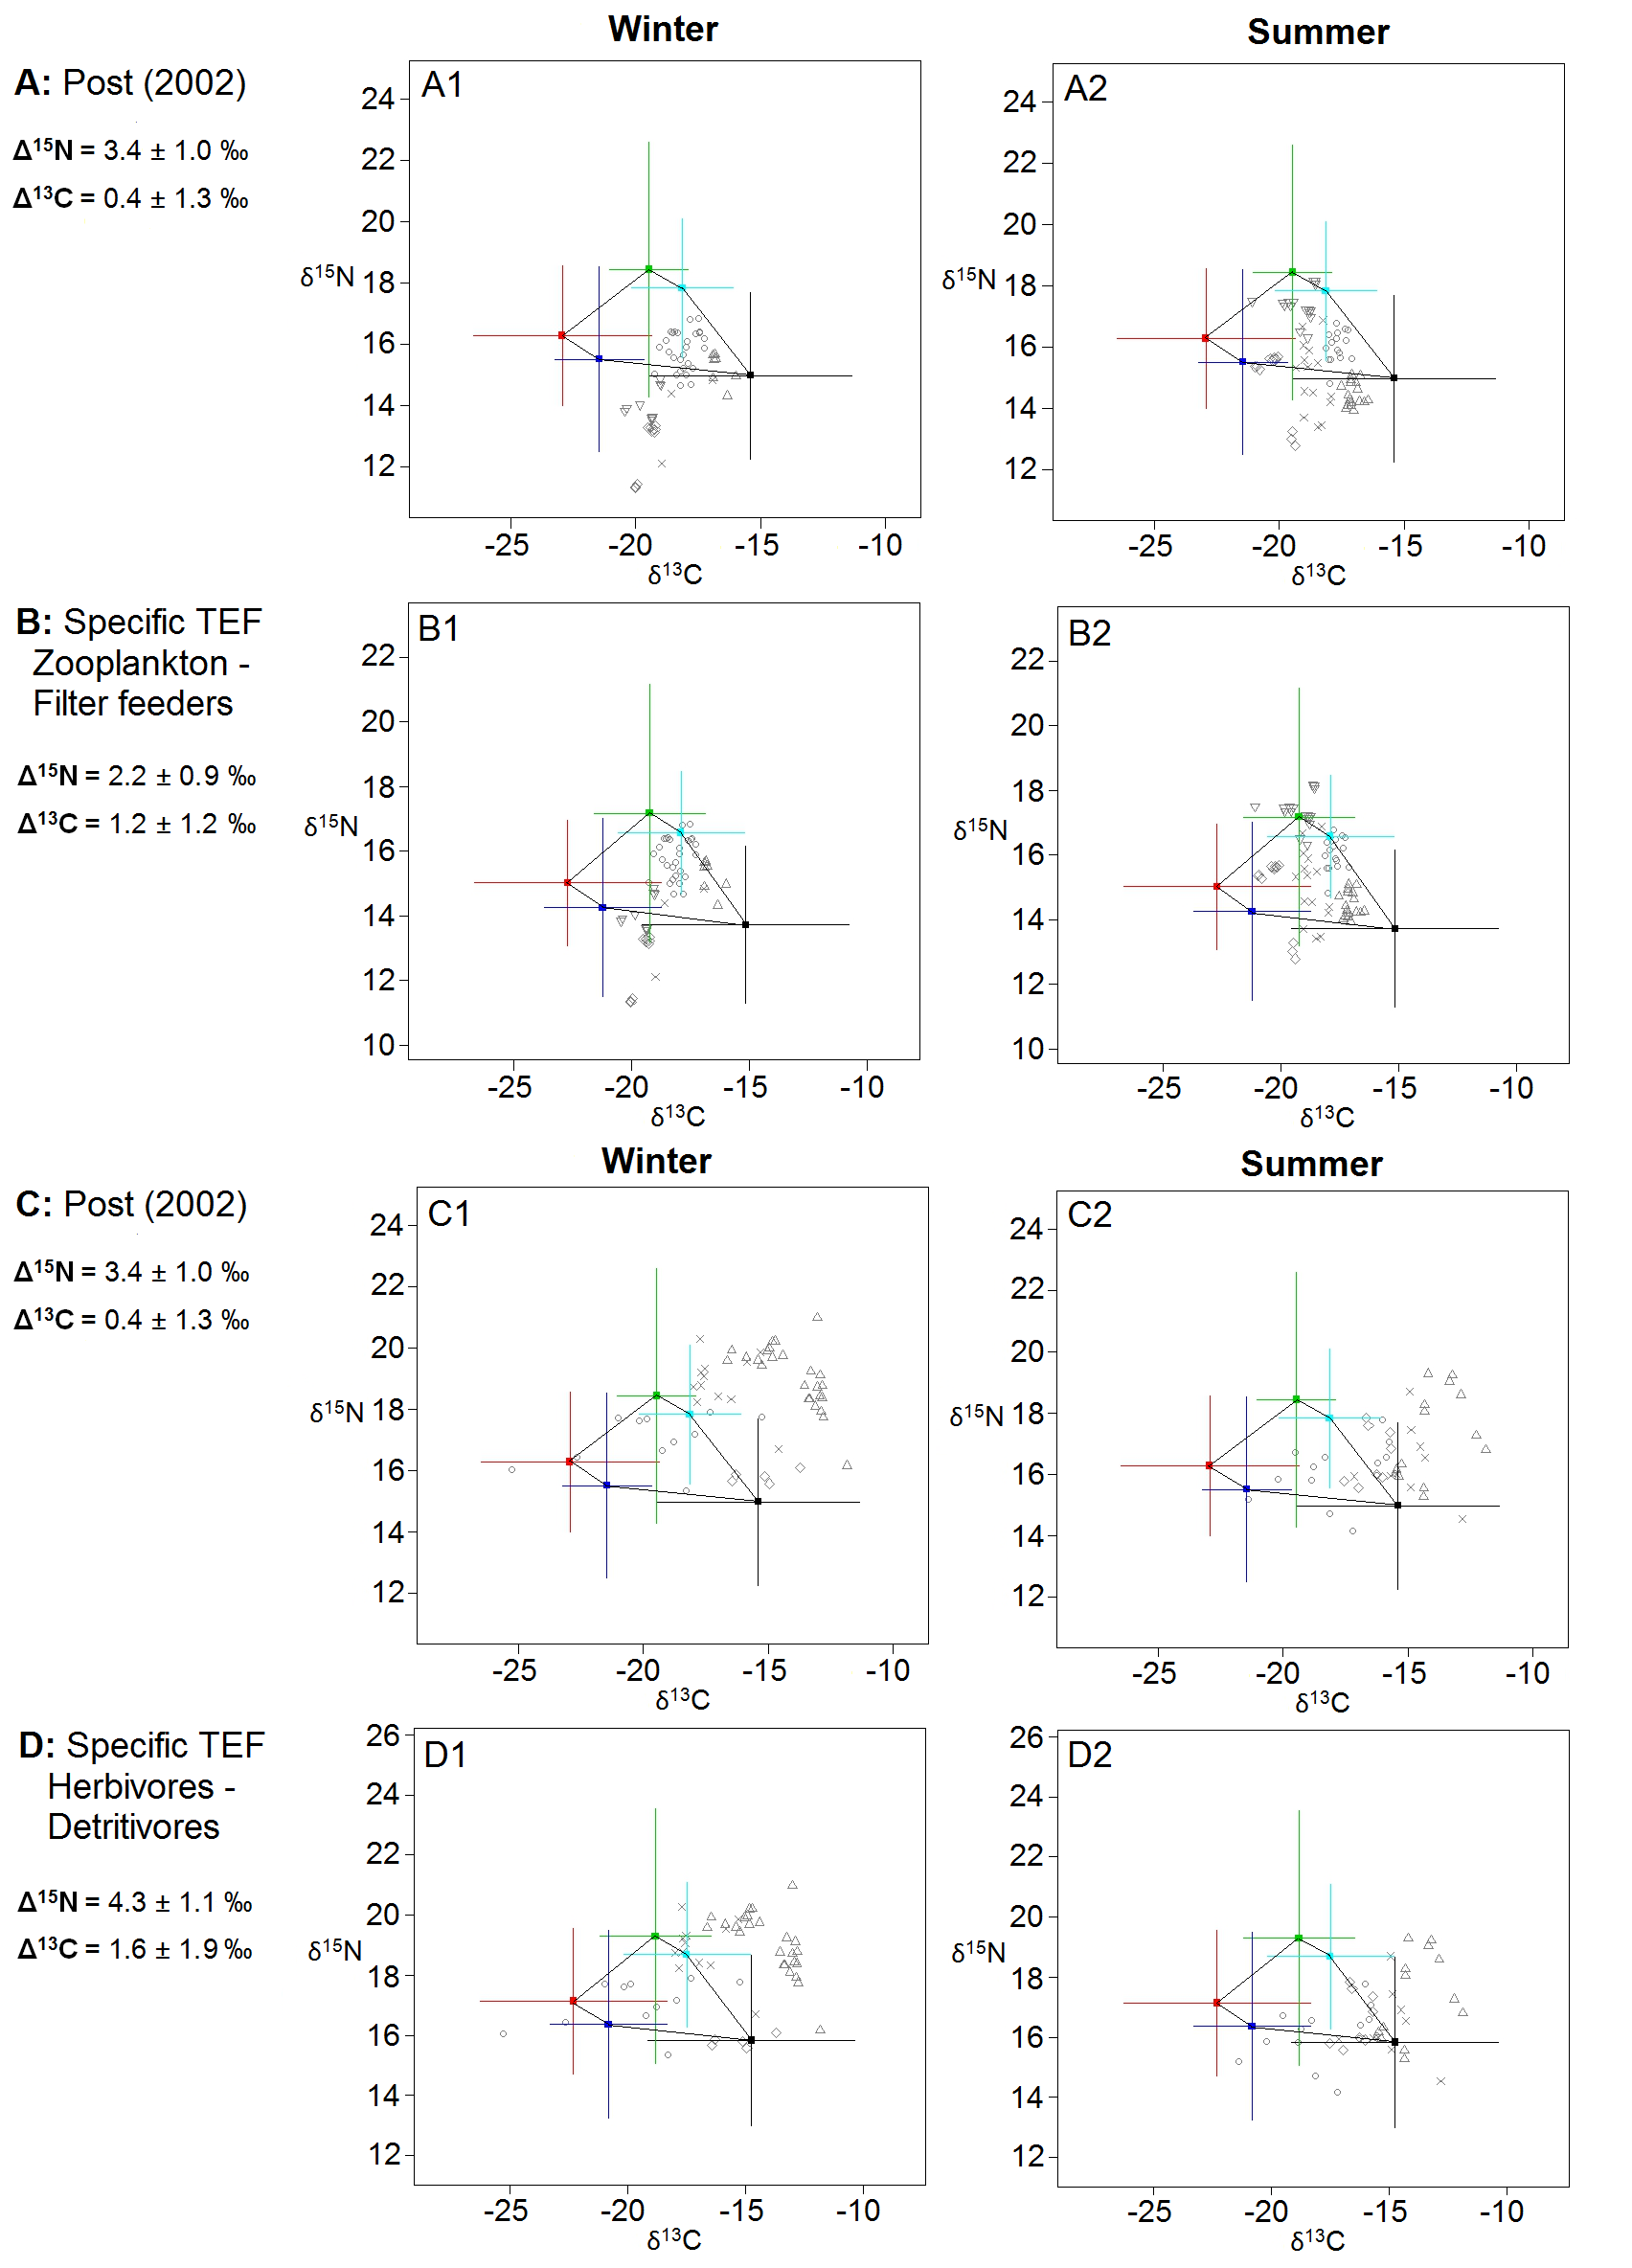 Winter
Summer
A: Post (2002)
Δ15N = 3.4 ± 1.0 ‰
Δ13C = 0.4 ± 1.3 ‰
A1
24
22
20
18
16
14
12
δ15N
-25
-20
-15
-10
δ13C
A2
24
22
20
18
16
14
12
δ15N
-25
-20
-15
-10
δ13C
B: Specific TEF
Zooplankton -
Filter feeders
Δ15N = 2.2 ± 0.9 ‰
Δ13C = 1.2 ± 1.2 ‰
B1
22
20
18
16
14
12
10
δ15N
-25
-20
-15
-10
δ13C
B2
22
20
18
16
14
12
10
δ15N
-25
-20
-15
-10
δ13C
Winter
Summer
C: Post (2002)
Δ15N = 3.4 ± 1.0 ‰
Δ13C = 0.4 ± 1.3 ‰
C1
24
22
20
18
16
14
12
δ15N
-25
-20
-15
-10
δ13C
C2
24
22
20
18
16
14
12
δ15N
-25
-20
-15
-10
δ13C
D: Specific TEF
Herbivores -
Detritivores
Δ15N = 4.3 ± 1.1 ‰
Δ13C = 1.6 ± 1.9 ‰
D1
26
24
22
20
18
16
14
12
δ15N
-25
-20
-15
-10
δ13C
D2
26
24
22
20
18
16
14
12
δ15N
-25
-20
-15
-10
δ13C